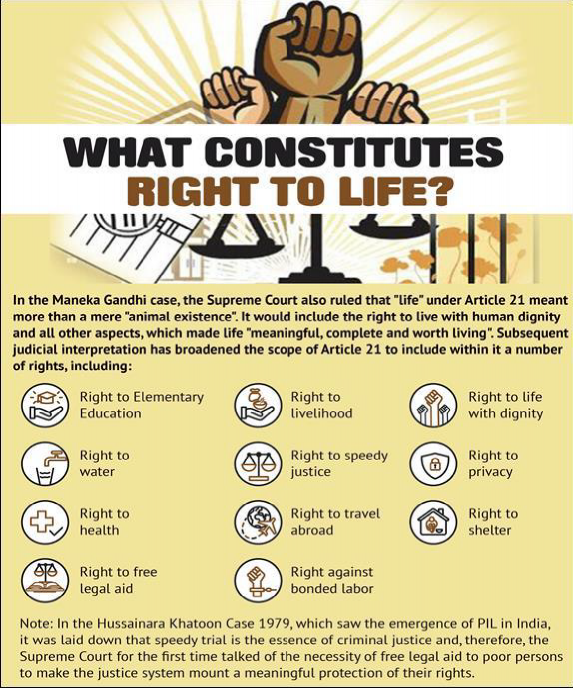 WHAT CONSTITUTES
RIGHT TO LIFE?
In the Maneka Gandhi case, the Supreme Court also ruled that "life" under Article 21 meant
more than a mere "animal existence". It would include the right to live with human dignity
and all other aspects, which made life "meaningful, complete and worth living". Subsequent
judicial interpretation has broadened the scope of Article 21 to include within it a number
of rights, including:
Right to Elementary
Education
Right to
livelihood
Right to life
with dignity
Right to
water
Right to speedy
justice
Right to
privacy
Right to
health
Right to travel
abroad
Right to
shelter
Right to free
legal aid
Right against
bonded labor
Note: In the Hussainara Khatoon Case 1979, which saw the emergence of PIL in India,
it was laid down that speedy trial is the essence of criminal justice and, therefore, the
Supreme Court for the first time talked of the necessity of free legal aid to poor persons
to make the justice system mount a meaningful protection of their rights.